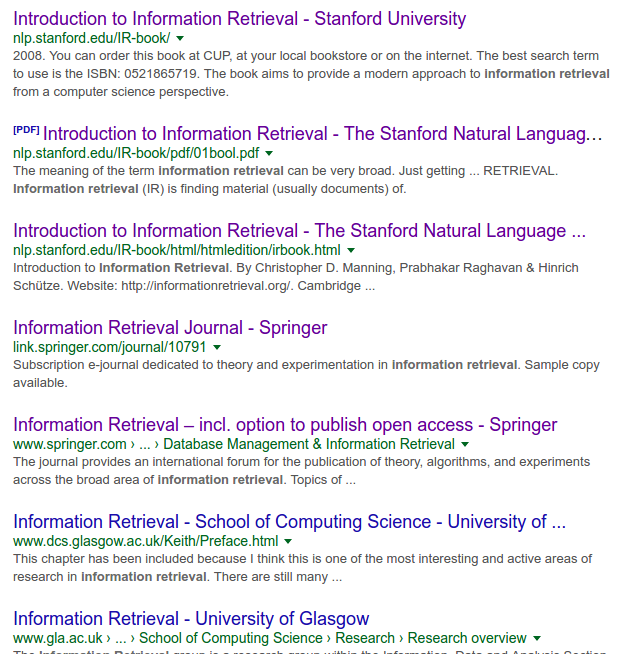 Introduction to Information Retrieval - Stanford University
nlp.stanford.edu/IR-book/
2008. You can order this book at CUP, at your local bookstore or on the internet. The best search term
to use is the ISBN: 0521865719. The book aims to provide a modern approach to information retrieval
from a computer science perspective.
[PDF] Introduction to Information Retrieval - The Stanford Natural Languag...
nlp.stanford.edu/IR-book/pdf/01bool.pdf
The meaning of the term information retrieval can be very broad. Just getting ... RETRIEVAL.
Information retrieval (IR) is finding material (usually documents) of.
Introduction to Information Retrieval - The Stanford Natural Language ...
nlp.stanford.edu/IR-book/html/htmledition/irbook.html
Introduction to Information Retrieval. By Christopher D. Manning, Prabhakar Raghavan & Hinrich
Schütze. Website: http://informationretrieval.org/. Cambridge ...
Information Retrieval Journal - Springer
link.springer.com/journal/10791
Subscription e-journal dedicated to theory and experimentation in information retrieval. Sample copy
available.
Information Retrieval – incl. option to publish open access - Springer
www.springer.com › ... › Database Management & Information Retrieval
The journal provides an international forum for the publication of theory, algorithms, and experiments
across the broad area of information retrieval. Topics of ...
Information Retrieval - School of Computing Science - University of ...
www.dcs.glasgow.ac.uk/Keith/Preface.html
This chapter has been included because I think this is one of the most interesting and active areas of
research in information retrieval. There are still many ...
Information Retrieval - University of Glasgow
www.gla.ac.uk › ... › School of Computing Science › Research › Research overview